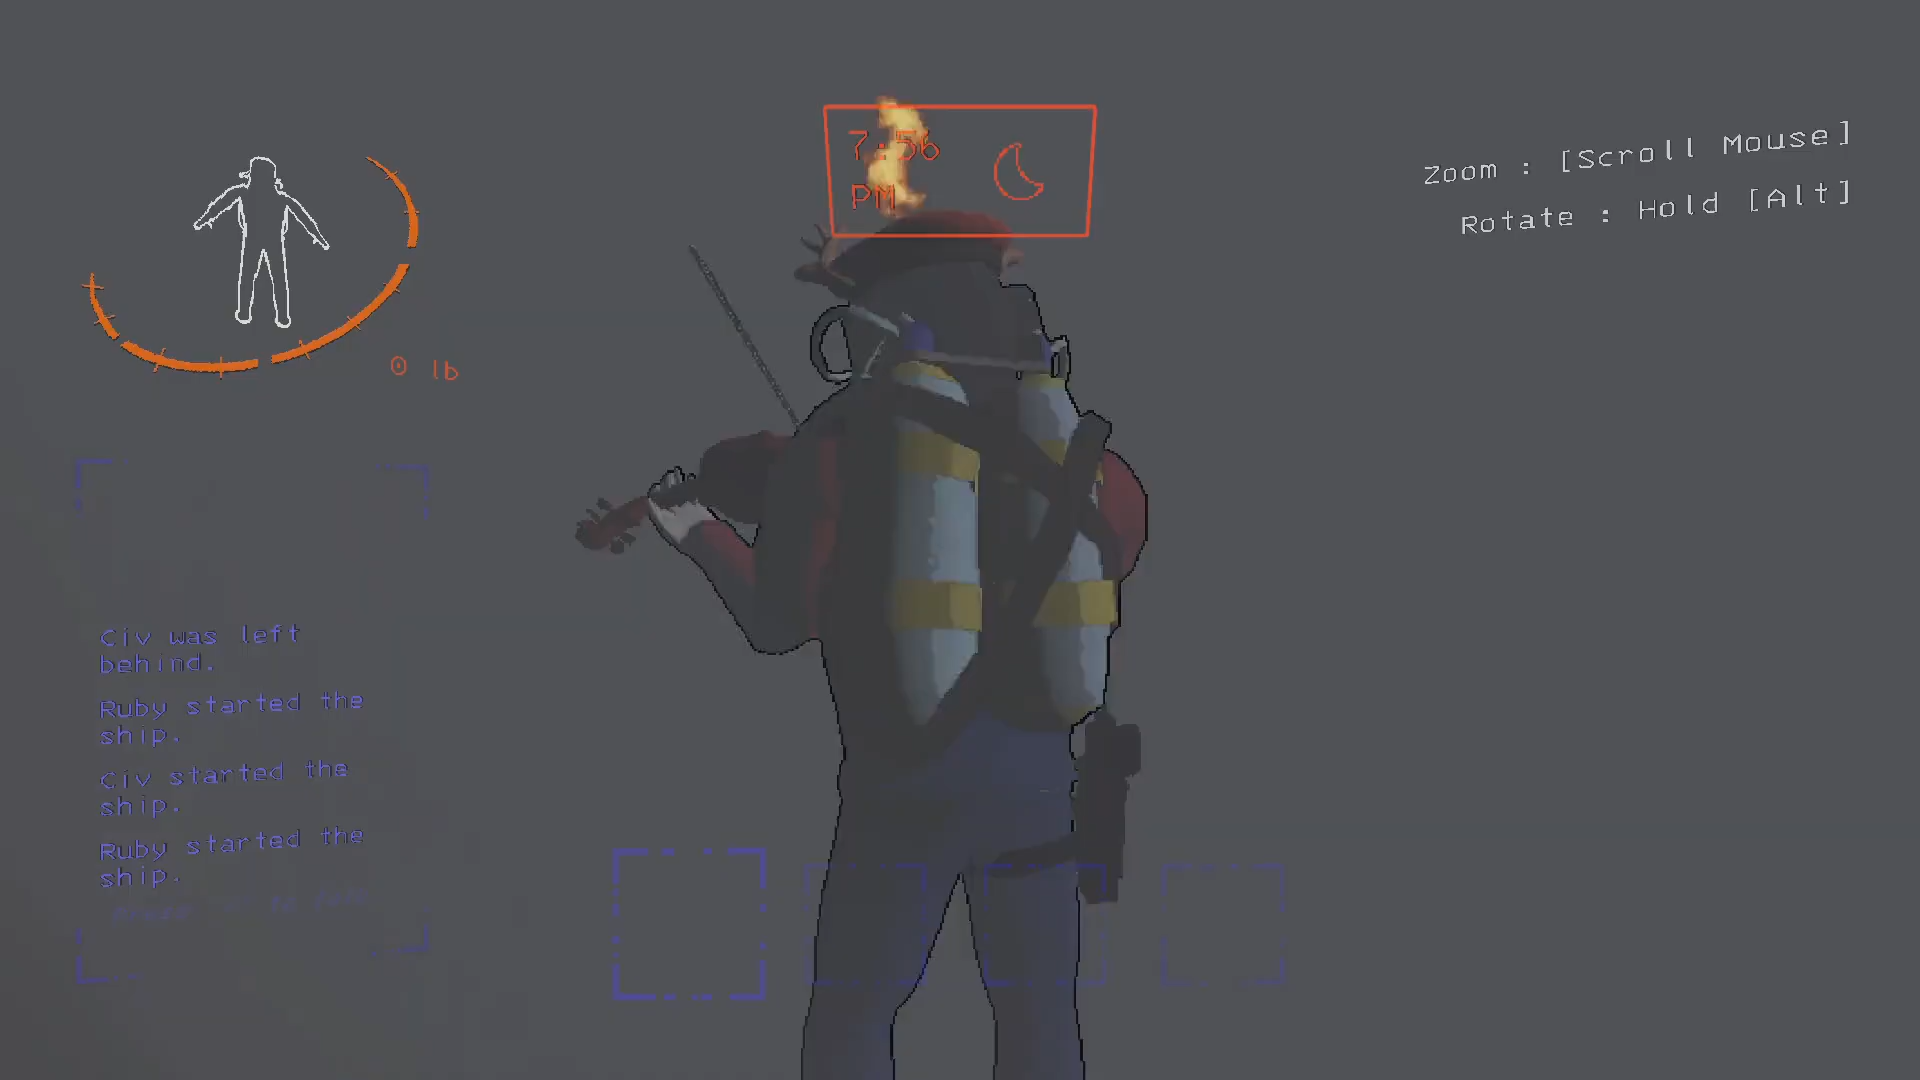 7:56
PM
Zoom : [Scroll Mouse]
Rotate : Hold [Alt]
0 lb
Civ was left
behind.
Ruby started the
ship.
Civ started the
ship.
Ruby started the
ship.